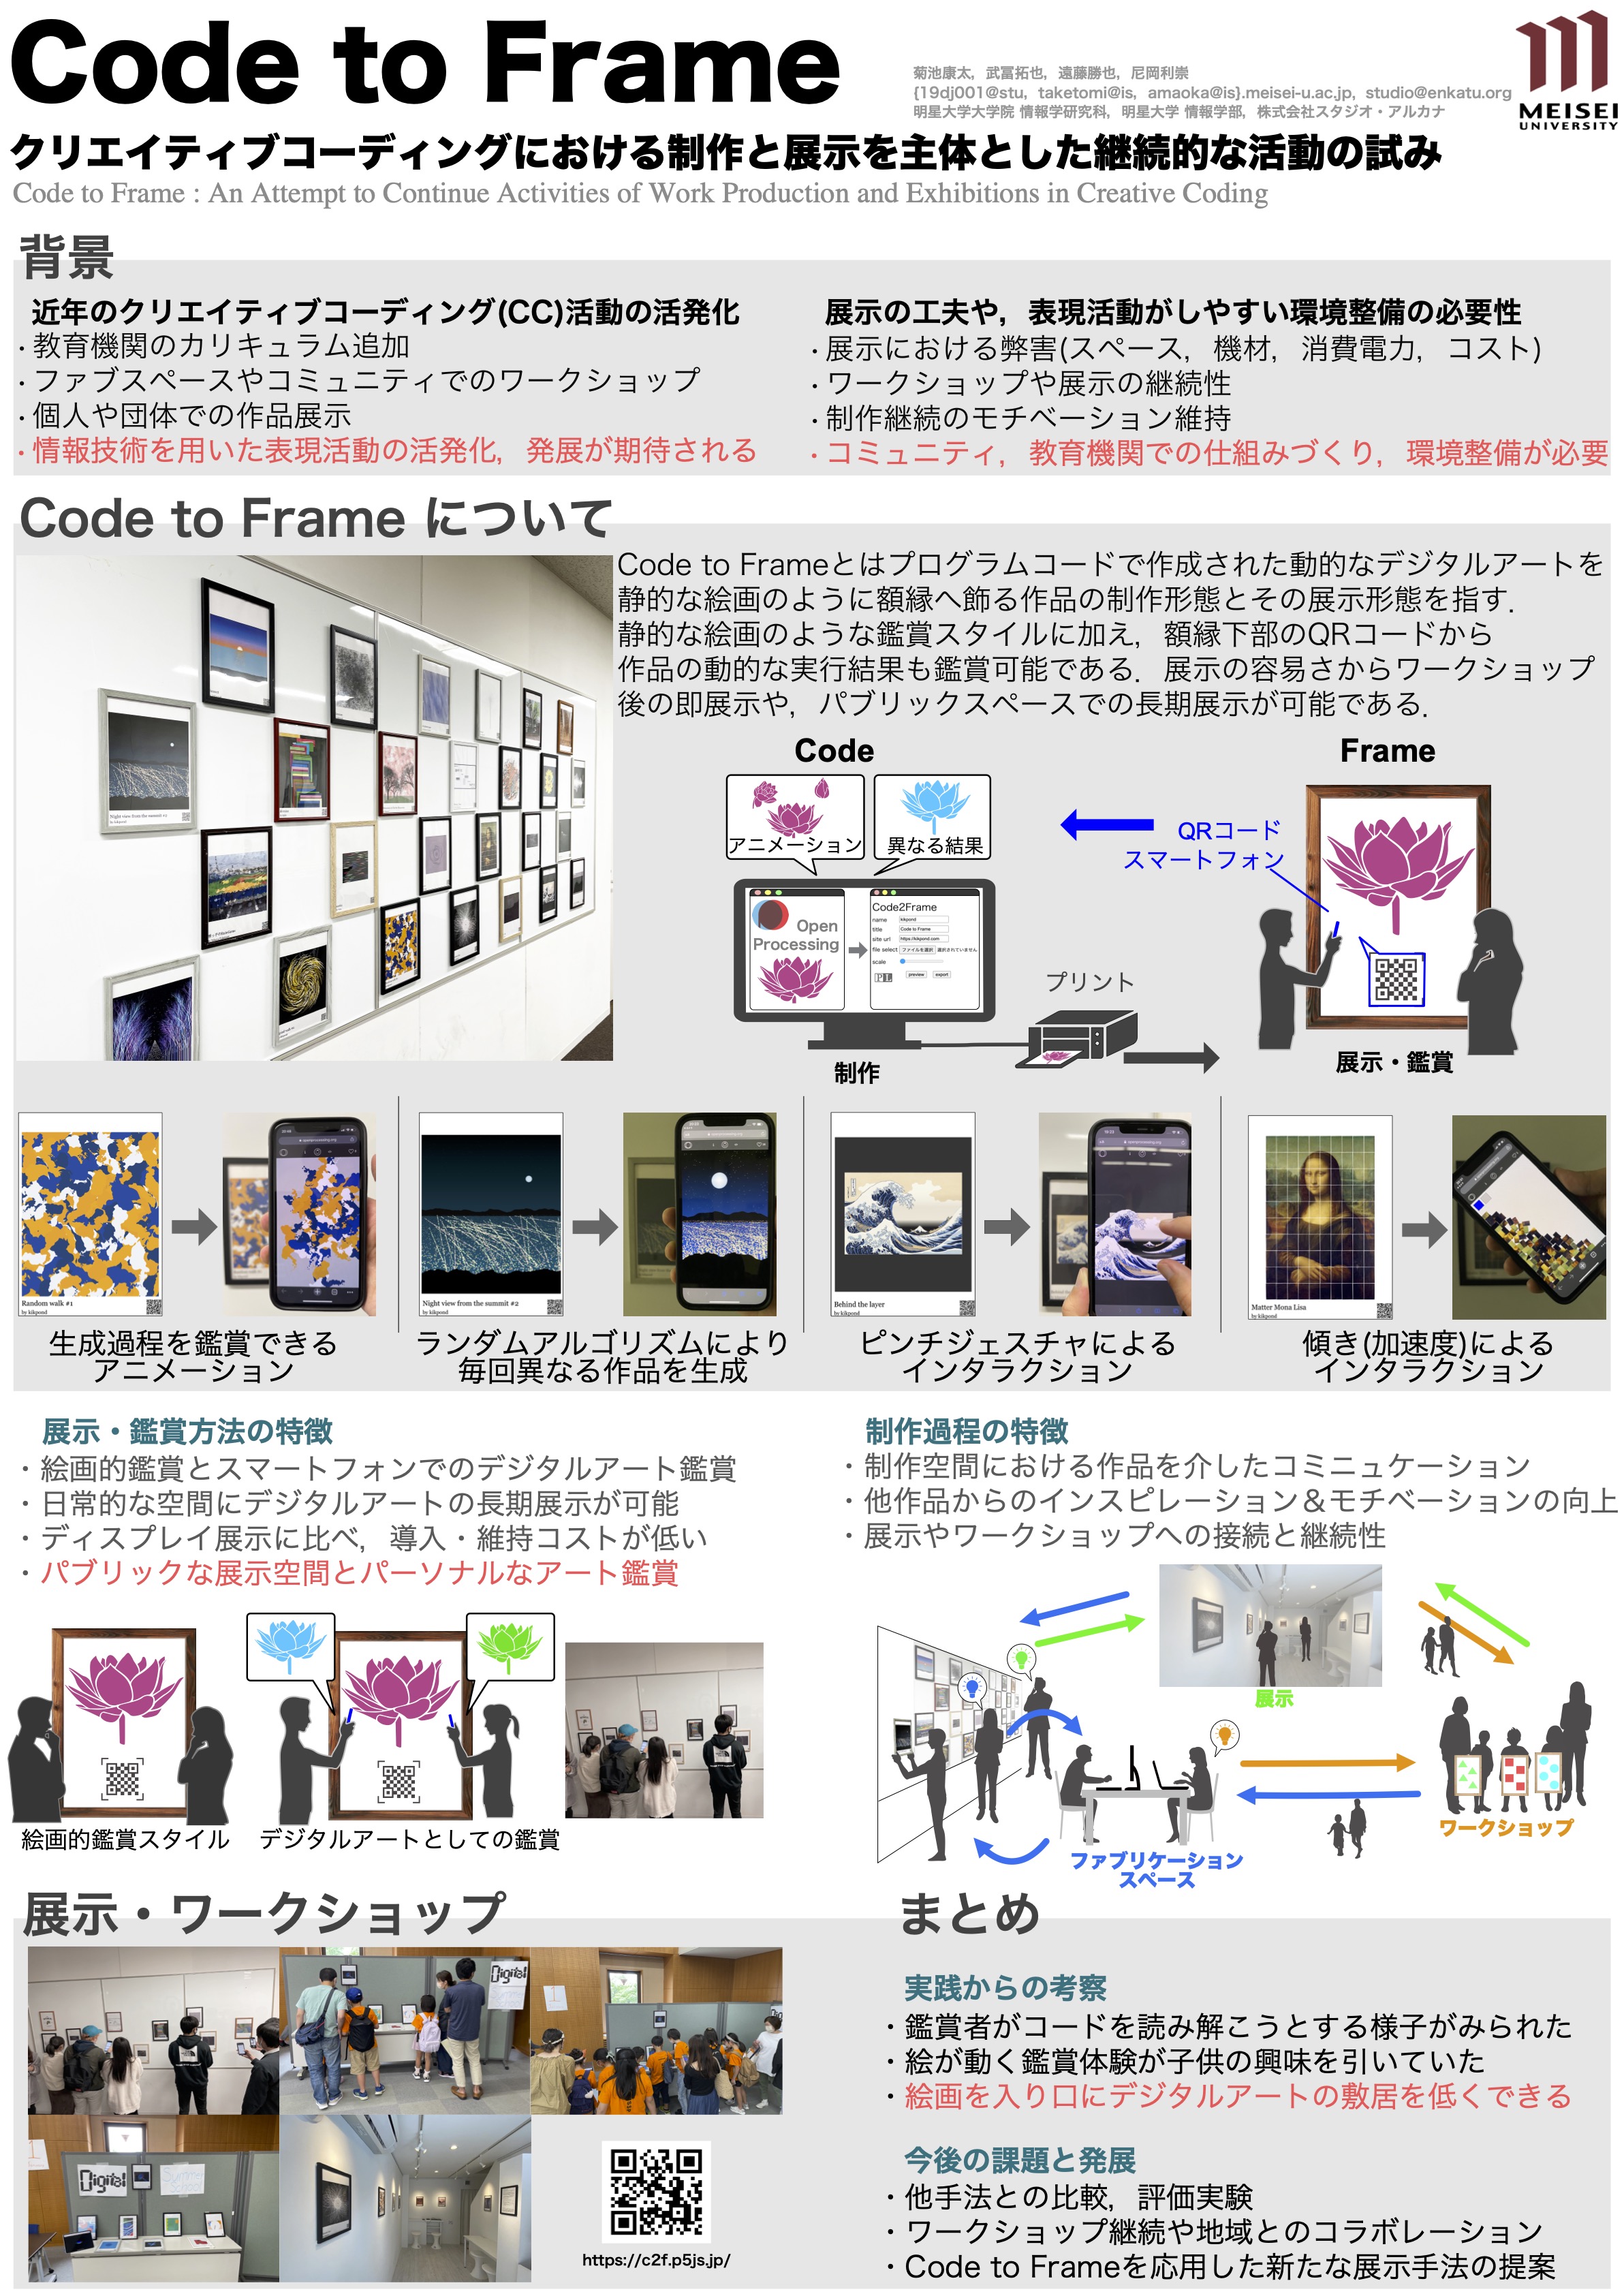 Code to Frame
菊池康太，武冨拓也，遠藤勝也，尼岡利崇
{19dj001@stu，taketomi@is，amaoka@is}.meisei-u.ac.jp，studio@enkatu.org
明星大学大学院 情報学研究科，明星大学 情報学部，株式会社スタジオ・アルカナ
MEISEI
UNIVERSITY
クリエイティブコーディングにおける制作と展示を主体とした継続的な活動の試み
Code to Frame : An Attempt to Continue Activities of Work Production and Exhibitions in Creative Coding
背景
近年のクリエイティブコーディング(CC)活動の活発化
・教育機関のカリキュラム追加
・ファブスペースやコミュニティでのワークショップ
・個人や団体での作品展示
・情報技術を用いた表現活動の活発化，発展が期待される
展示の工夫や，表現活動がしやすい環境整備の必要性
・展示における弊害(スペース，機材，消費電力，コスト)
・ワークショップや展示の継続性
・制作継続のモチベーション維持
・コミュニティ，教育機関での仕組みづくり，環境整備が必要
Code to Frame について
Code to Frameとはプログラムコードで作成された動的なデジタルアートを
静的な絵画のように額縁へ飾る作品の制作形態とその展示形態を指す．
静的な絵画のような鑑賞スタイルに加え，額縁下部のQRコードから
作品の動的な実行結果も鑑賞可能である．展示の容易さからワークショップ
後の即展示や，パブリックスペースでの長期展示が可能である．
Night view from the summit #2
by kikpond
Code
アニメーション
異なる結果
Open
Processing
Code2Frame
name kikpond
title Code to Frame
site url https://kikpond.com
file select ファイルを選択 選択されていません
scale
preview export
プリント
制作
Frame
QRコード
スマートフォン
展示・鑑賞
Random walk #1
by kikpond
生成過程を鑑賞できる
アニメーション
Night view from the summit #2
by kikpond
ランダムアルゴリズムにより
毎回異なる作品を生成
Behind the layer
by kikpond
ピンチジェスチャによる
インタラクション
Matter Mona Lisa
by kikpond
傾き(加速度)による
インタラクション
展示・鑑賞方法の特徴
・絵画的鑑賞とスマートフォンでのデジタルアート鑑賞
・日常的な空間にデジタルアートの長期展示が可能
・ディスプレイ展示に比べ，導入・維持コストが低い
・パブリックな展示空間とパーソナルなアート鑑賞
絵画的鑑賞スタイル
デジタルアートとしての鑑賞
制作過程の特徴
・制作空間における作品を介したコミニュケーション
・他作品からのインスピレーション＆モチベーションの向上
・展示やワークショップへの接続と継続性
展示
ワークショップ
ファブリケーション
スペース
展示・ワークショップ
Digital
Digital
https://c2f.p5js.jp/
まとめ
実践からの考察
・鑑賞者がコードを読み解こうとする様子がみられた
・絵が動く鑑賞体験が子供の興味を引いていた
・絵画を入り口にデジタルアートの敷居を低くできる
今後の課題と発展
・他手法との比較，評価実験
・ワークショップ継続や地域とのコラボレーション
・Code to Frameを応用した新たな展示手法の提案